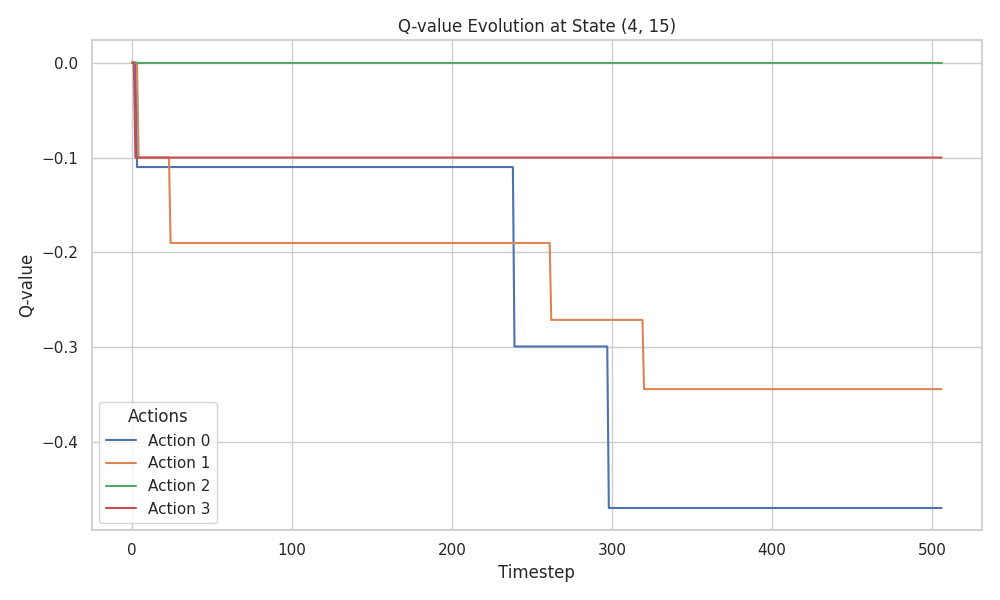 Q-value Evolution at State (4, 15)
Q-value
0.0
−0.1
−0.2
−0.3
−0.4
Actions
Action 0
Action 1
Action 2
Action 3
0 100 200 300 400 500
Timestep